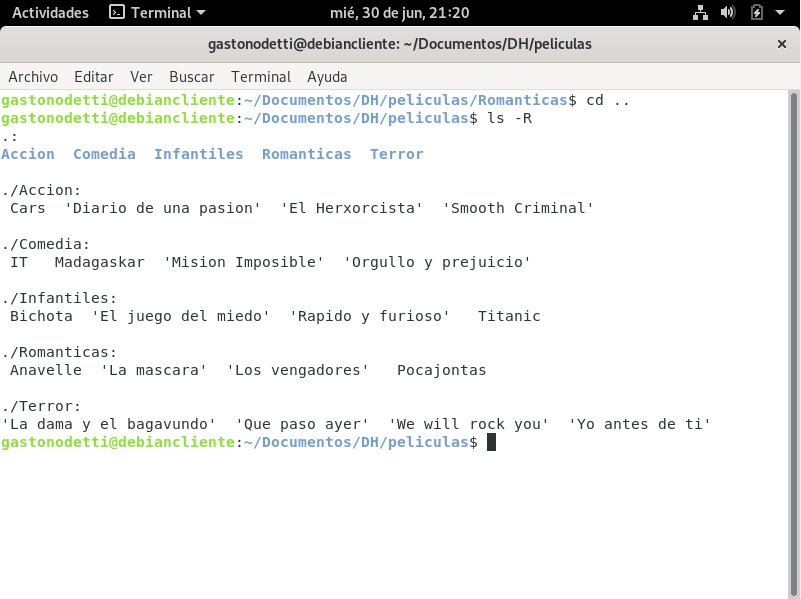 Actividades Terminal mié, 30 de jun, 21:20
gastonodetti@debiancliente: ~/Documentos/DH/peliculas ×
Archivo Editar Ver Buscar Terminal Ayuda
gastonodetti@debiancliente:~/Documentos/DH/peliculas/Romanticas$ cd ..
gastonodetti@debiancliente:~/Documentos/DH/peliculas$ ls -R
.:
Accion  Comedia  Infantiles  Romanticas  Terror
./Accion:
 Cars  'Diario de una pasion'  'El Herxorcista'  'Smooth Criminal'
./Comedia:
 IT   Madagaskar  'Mision Imposible'  'Orgullo y prejuicio'
./Infantiles:
 Bichota  'El juego del miedo'  'Rapido y furioso'   Titanic
./Romanticas:
 Anavelle  'La mascara'  'Los vengadores'   Pocajontas
./Terror:
'La dama y el bagavundo'  'Que paso ayer'  'We will rock you'  'Yo antes de ti'
gastonodetti@debiancliente:~/Documentos/DH/peliculas$